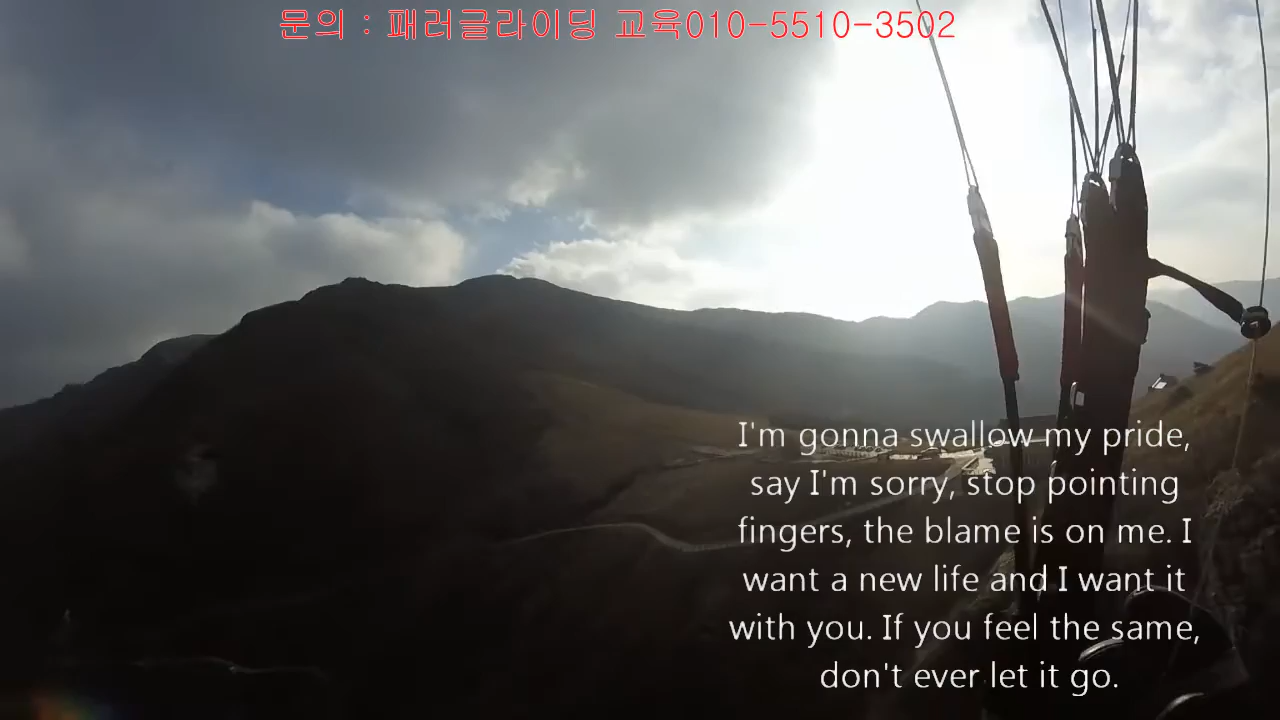 문의 : 패러글라이딩 교육010-5510-3502
I'm gonna swallow my pride,
say I'm sorry, stop pointing
fingers, the blame is on me. I
want a new life and I want it
with you. If you feel the same,
don't ever let it go.